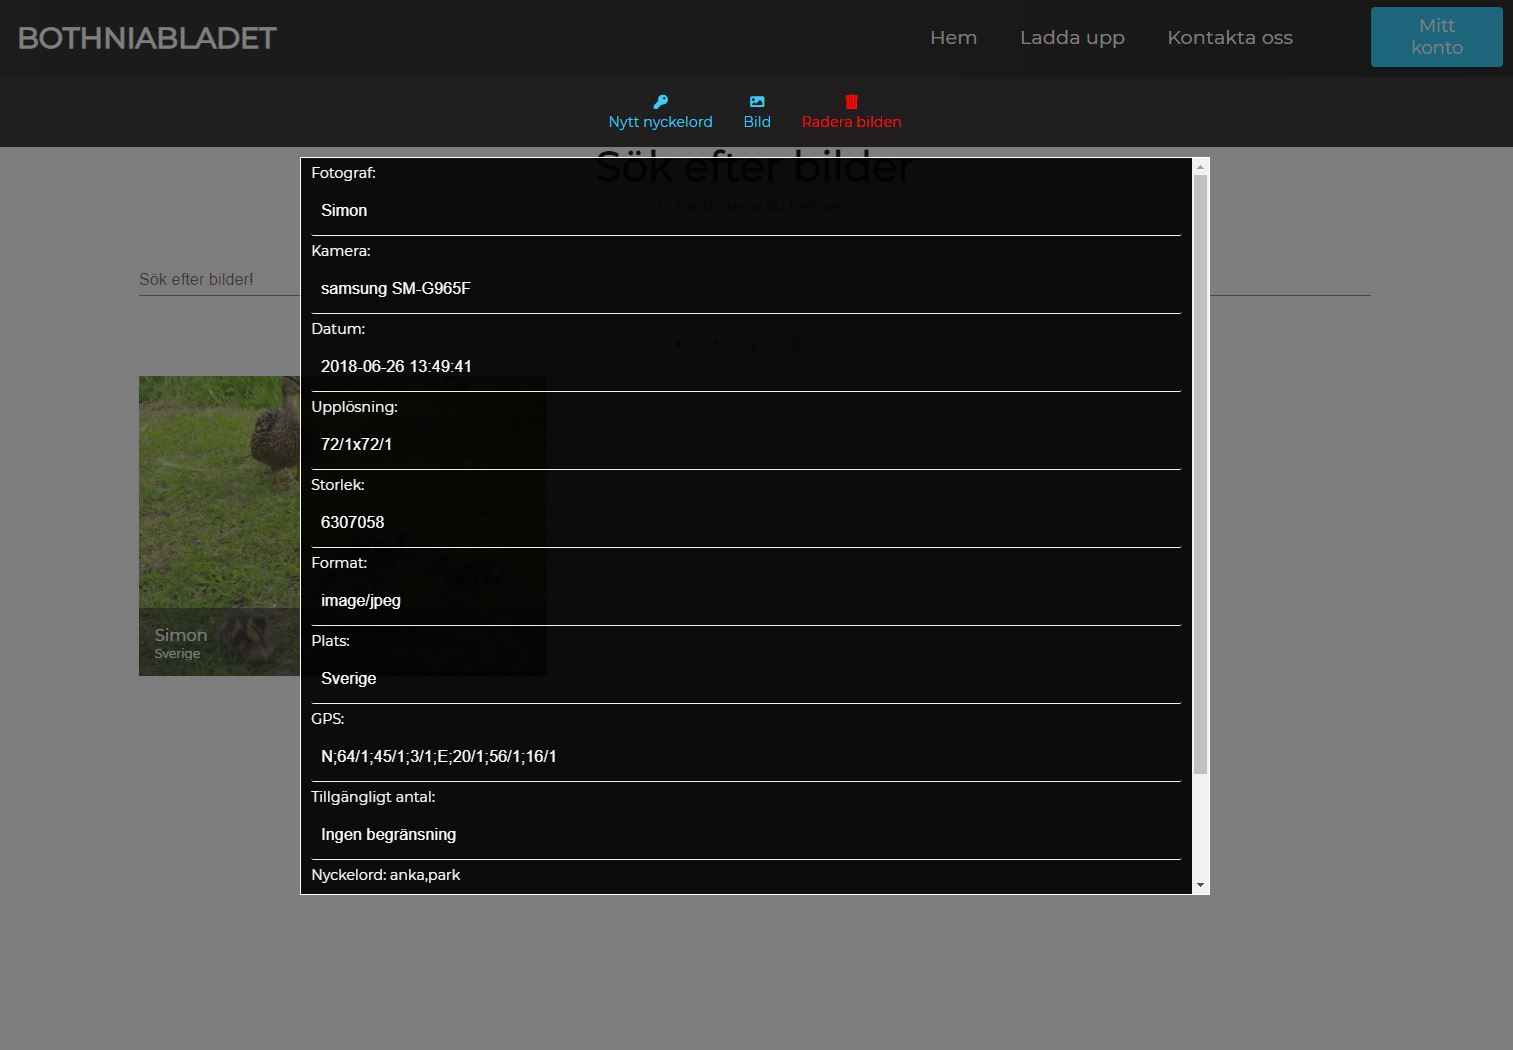 BOTHNIABLADET
Hem
Ladda upp
Kontakta oss
Mitt
konto
Nytt nyckelord
Bild
Radera bilden
Sök efter bilder
Vi har bilderna du behöver!
Sök efter bilder!
1
2
3
Simon
Sverige
Fotograf:
Simon
Kamera:
samsung SM-G965F
Datum:
2018-06-26 13:49:41
Upplösning:
72/1x72/1
Storlek:
6307058
Format:
image/jpeg
Plats:
Sverige
GPS:
N;64/1;45/1;3/1;E;20/1;56/1;16/1
Tillgängligt antal:
Ingen begränsning
Nyckelord: anka,park